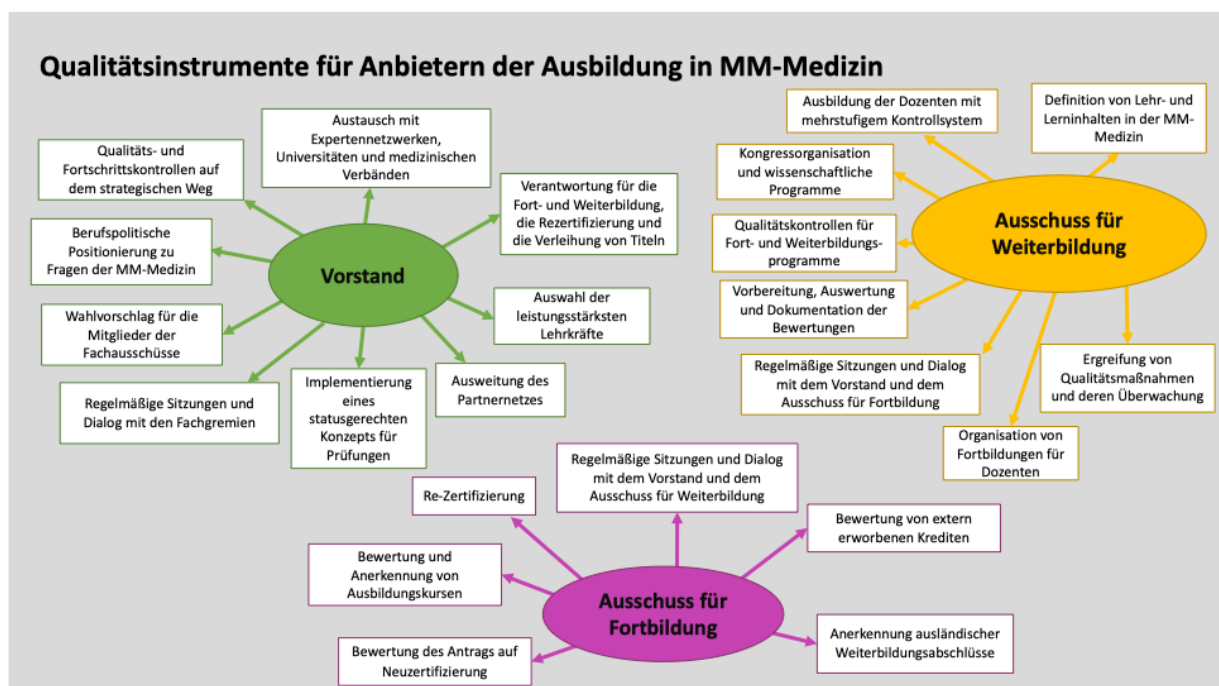 Qualitätsinstrumente für Anbietern der Ausbildung in MM-Medizin
Austausch mit
Expertennetzwerken,
Universitäten und medizinischen
Verbänden
Qualitäts- und
Fortschrittskontrollen auf
dem strategischen Weg
Verantwortung für die
Fort- und Weiterbildung,
die Rezertifizierung und
die Verleihung von Titeln
Berufspolitische
Positionierung zu
Fragen der MM-Medizin
Vorstand
Wahlvorschlag für die
Mitglieder der
Fachausschüsse
Auswahl der
leistungsstärksten
Lehrkräfte
Regelmäßige Sitzungen und
Dialog mit den Fachgremien
Implementierung
eines
statusgerechten
Konzepts für
Prüfungen
Ausweitung des
Partnernetzes
Ausbildung der Dozenten mit
mehrstufigem Kontrollsystem
Definition von Lehr- und
Lerninhalten in der MM-
Medizin
Kongressorganisation
und wissenschaftliche
Programme
Ausschuss für
Weiterbildung
Qualitätskontrollen für
Fort- und Weiterbildungs-
programme
Vorbereitung, Auswertung
und Dokumentation der
Bewertungen
Regelmäßige Sitzungen und Dialog
mit dem Vorstand und dem
Ausschuss für Fortbildung
Ergreifung von
Qualitätsmaßnahmen
und deren Überwachung
Organisation von
Fortbildungen für
Dozenten
Re-Zertifizierung
Regelmäßige Sitzungen und Dialog
mit dem Vorstand und dem
Ausschuss für Weiterbildung
Bewertung von extern
erworbenen Krediten
Bewertung und
Anerkennung von
Ausbildungskursen
Ausschuss für
Fortbildung
Bewertung des Antrags auf
Neuzertifizierung
Anerkennung ausländischer
Weiterbildungsabschlüsse